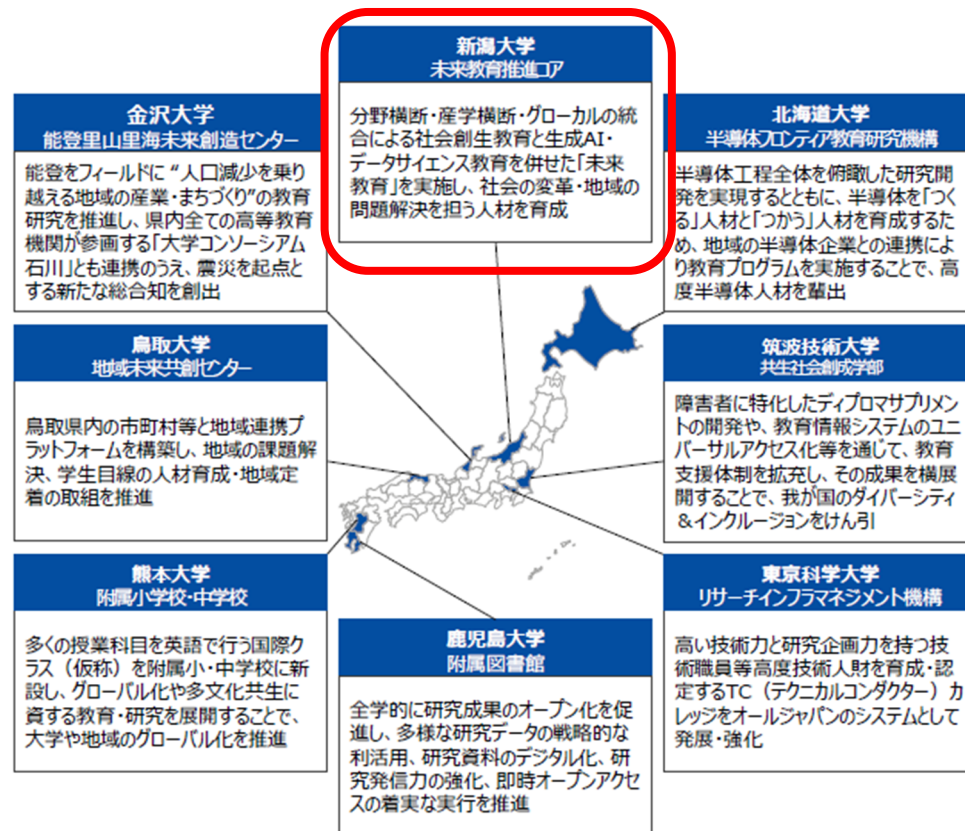 新潟大学
未来教育推進コア
分野横断・産学横断・グローカルの統
合による社会創生教育と生成AI・
データサイエンス教育を併せた「未来
教育」を実施し、社会の変革・地域の
問題解決を担う人材を育成
金沢大学
能登里山里海未来創造センター
能登をフィールドに“人口減少を乗り
越える地域の産業・まちづくり”の教育
研究を推進し、県内全ての高等教育
機関が参画する「大学コンソーシアム
石川」とも連携のうえ、震災を起点と
する新たな総合知を創出
北海道大学
半導体フロンティア教育研究機構
半導体工程全体を俯瞰した研究開
発を実現するとともに、半導体を「つく
る」人材と「つかう」人材を育成するた
め、地域の半導体企業との連携によ
り教育プログラムを実施することで、高
度半導体人材を輩出
鳥取大学
地域未来共創センター
鳥取県内の市町村等と地域連携プ
ラットフォームを構築し、地域の課題解
決、学生目線の人材育成・地域定
着の取組を推進
筑波技術大学
共生社会創成学部
障害者に特化したディプロマサプリメント
の開発や、教育情報システムのユニ
バーサルアクセス化等を通じて、教育
支援体制を拡充し、その成果を横展
開することで、我が国のダイバーシティ
&インクルージョンをけん引
熊本大学
附属小学校・中学校
多くの授業科目を英語で行う国際ク
ラス（仮称）を附属小・中学校に新
設し、グローバル化や多文化共生に
資する教育・研究を展開することで、
大学や地域のグローバル化を推進
鹿児島大学
附属図書館
全学的に研究成果のオープン化を促
進し、多様な研究データの戦略的な
利活用、研究資料のデジタル化、研
究発信力の強化、即時オープンアクセ
スの着実な実行を推進
東京科学大学
リサーチインフラマネジメント機構
高い技術力と研究企画力を持つ技
術職員等高度技術人財を育成・認
定するTC（テクニカルコンダクター）カ
レッジをオールジャパンのシステムとして
発展・強化